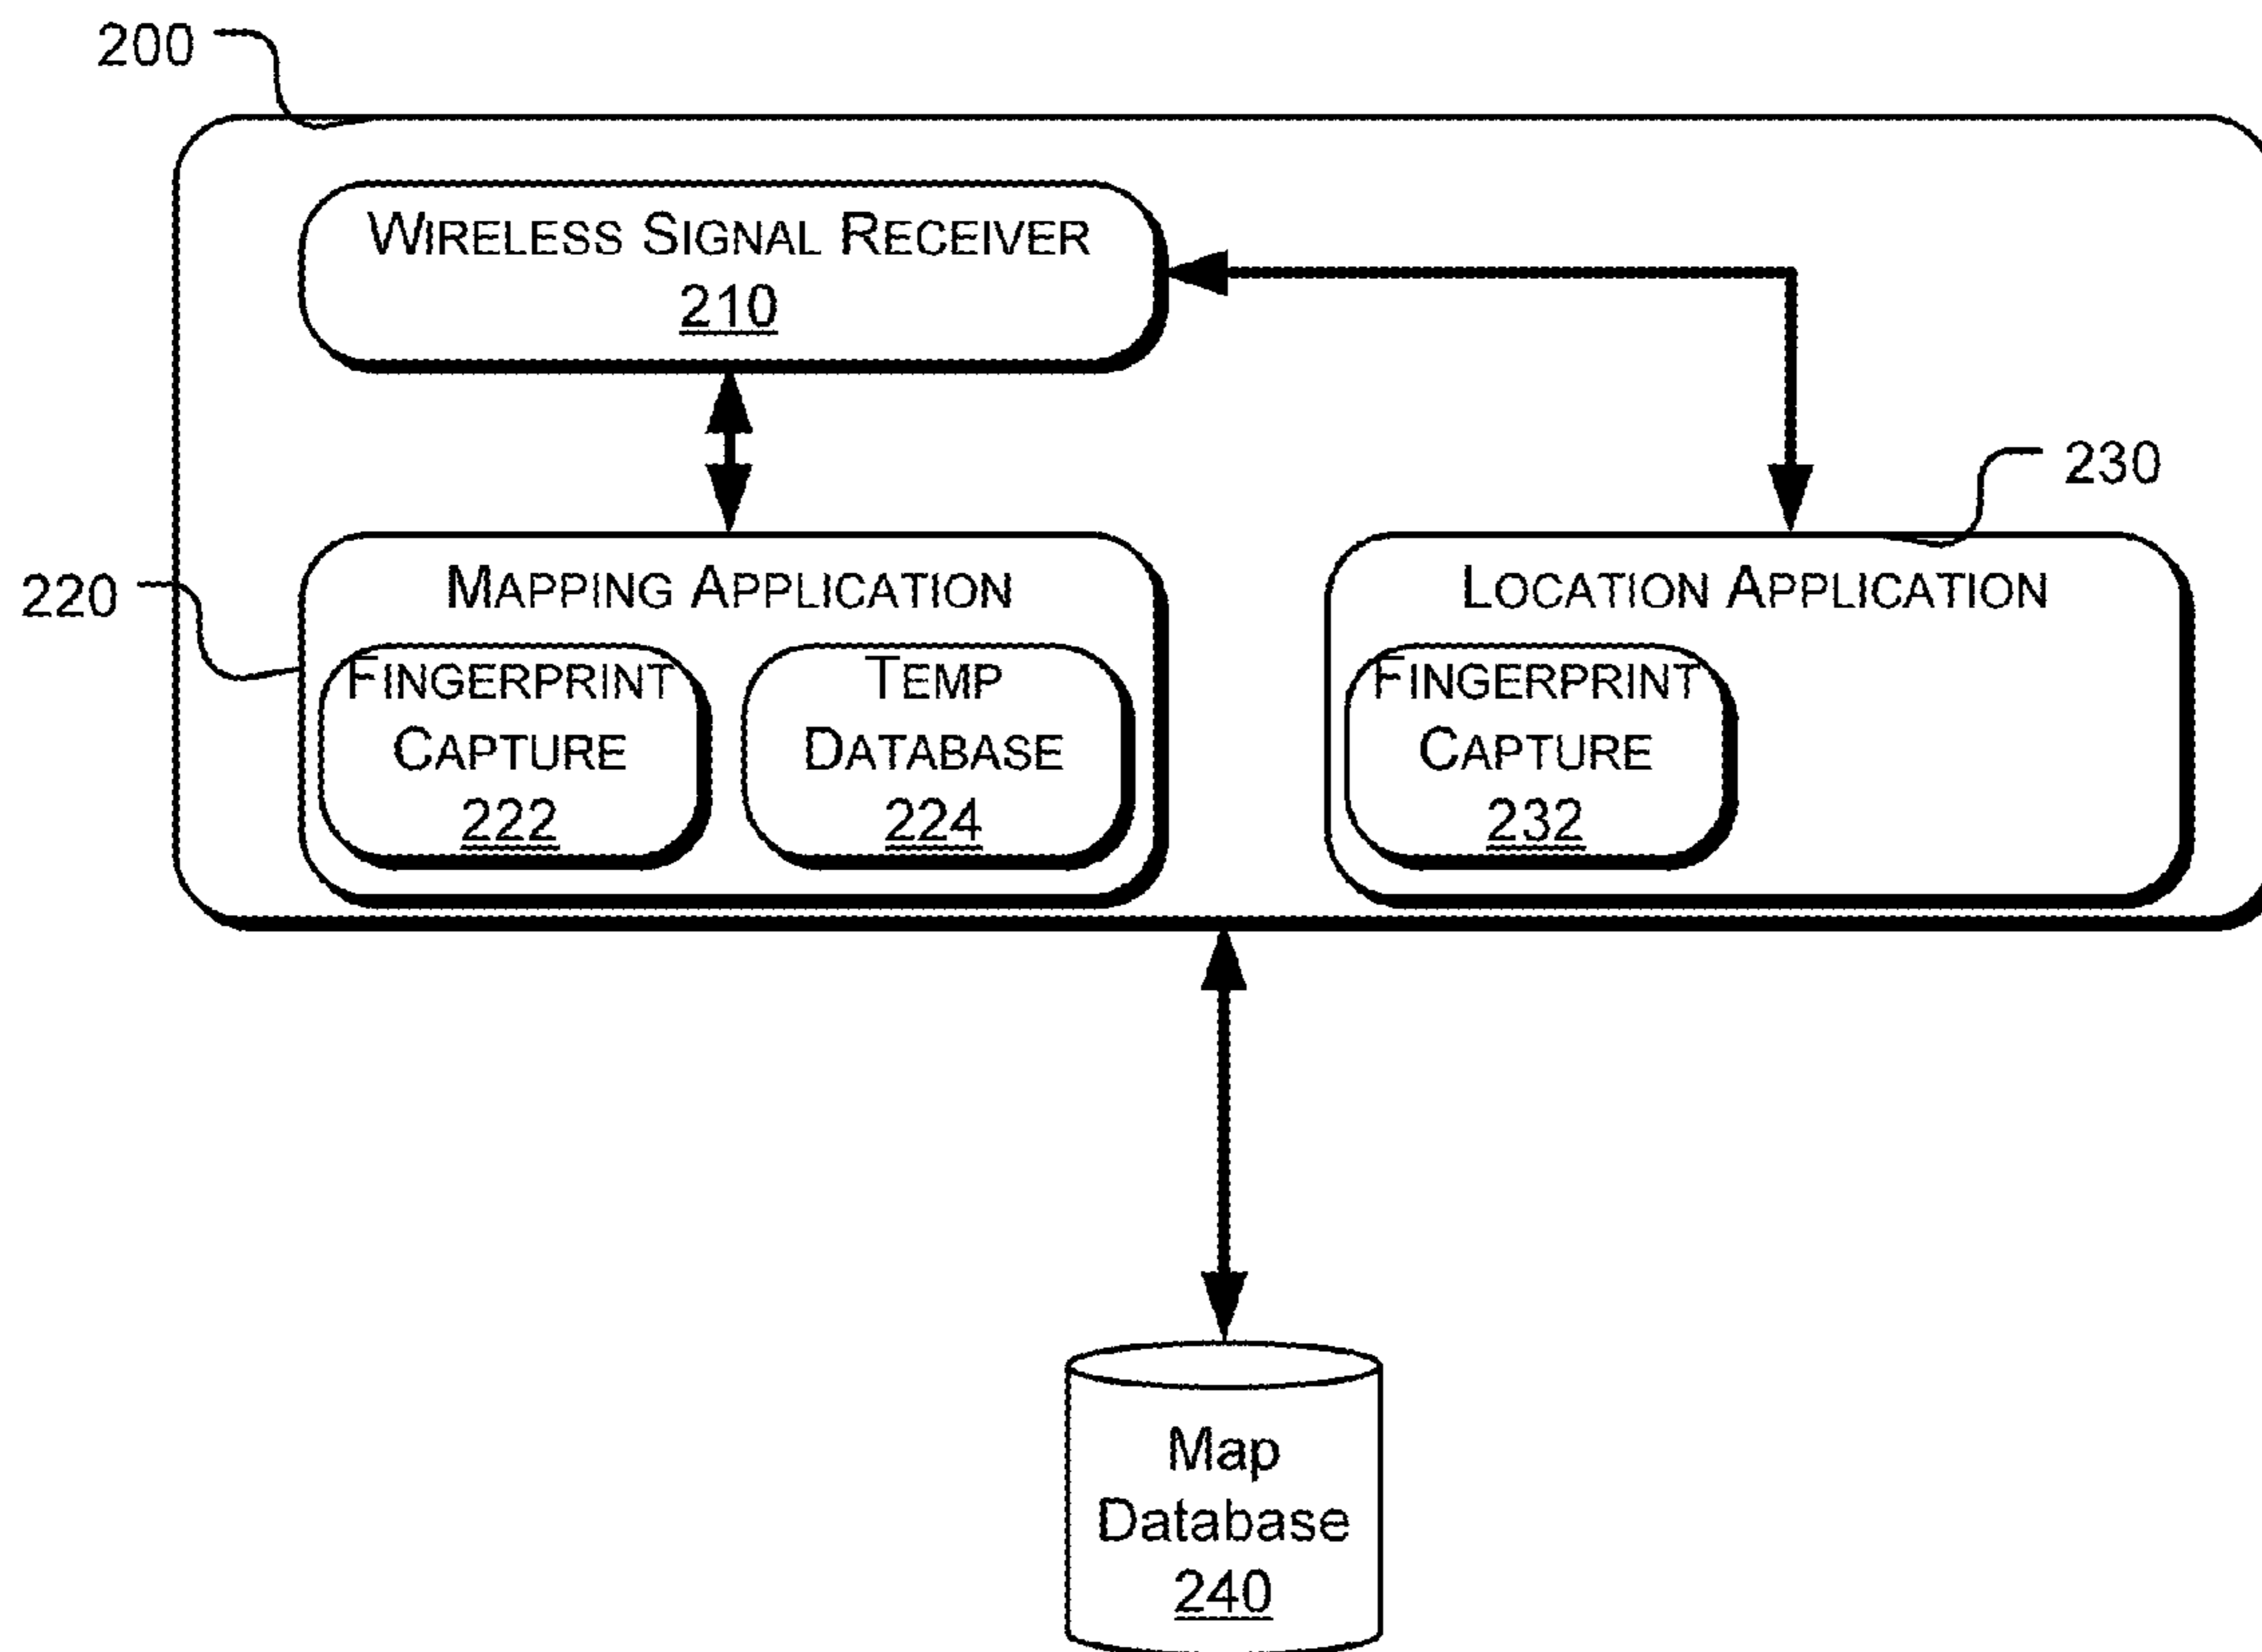 200
WIRELESS SIGNAL RECEIVER
210
230
220
MAPPING APPLICATION
LOCATION APPLICATION
FINGERPRINT
CAPTURE
222
TEMP
DATABASE
224
FINGERPRINT
CAPTURE
232
Map
Database
240